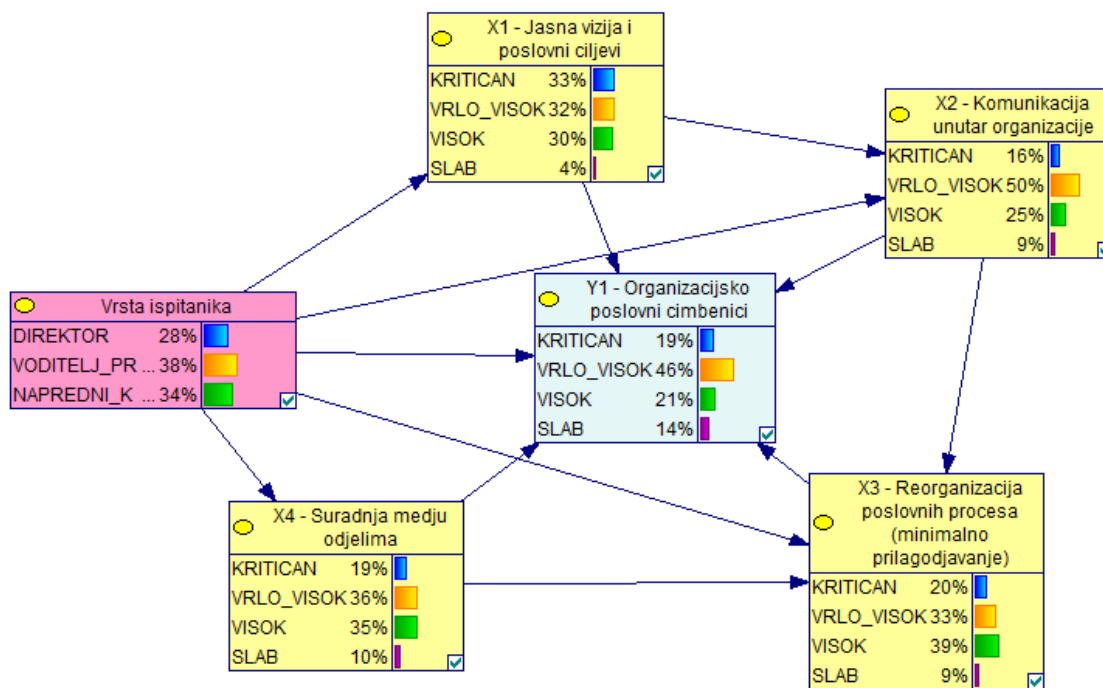 X1 - Jasna vizija i
poslovni ciljevi
KRITICAN 33%
VRLO_VISOK 32%
VISOK 30%
SLAB 4%
X2 - Komunikacija
unutar organizacije
KRITICAN 16%
VRLO_VISOK 50%
VISOK 25%
SLAB 9%
Vrsta ispitanika
DIREKTOR 28%
VODITELJ_PR ... 38%
NAPREDNI_K ... 34%
Y1 - Organizacijsko
poslovni cimbenici
KRITICAN 19%
VRLO_VISOK 46%
VISOK 21%
SLAB 14%
X4 - Suradnja medju
odjelima
KRITICAN 19%
VRLO_VISOK 36%
VISOK 35%
SLAB 10%
X3 - Reorganizacija
poslovnih procesa
(minimalno
prilagodjavanje)
KRITICAN 20%
VRLO_VISOK 33%
VISOK 39%
SLAB 9%